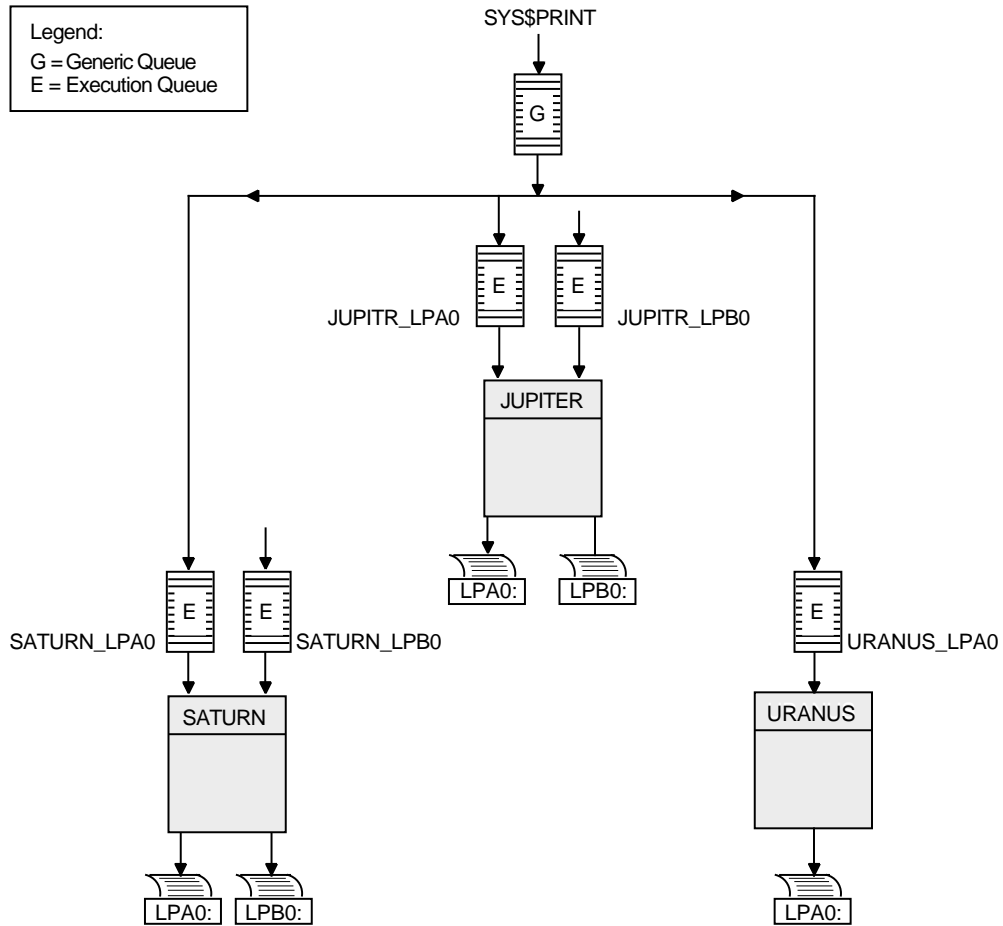 Legend:
G = Generic Queue
E = Execution Queue
SYS$PRINT
G
E
E
JUPITR_LPA0
JUPITR_LPB0
JUPITER
LPA0:
LPB0:
E
E
E
SATURN_LPA0
SATURN_LPB0
URANUS_LPA0
SATURN
URANUS
LPA0:
LPB0:
LPA0: